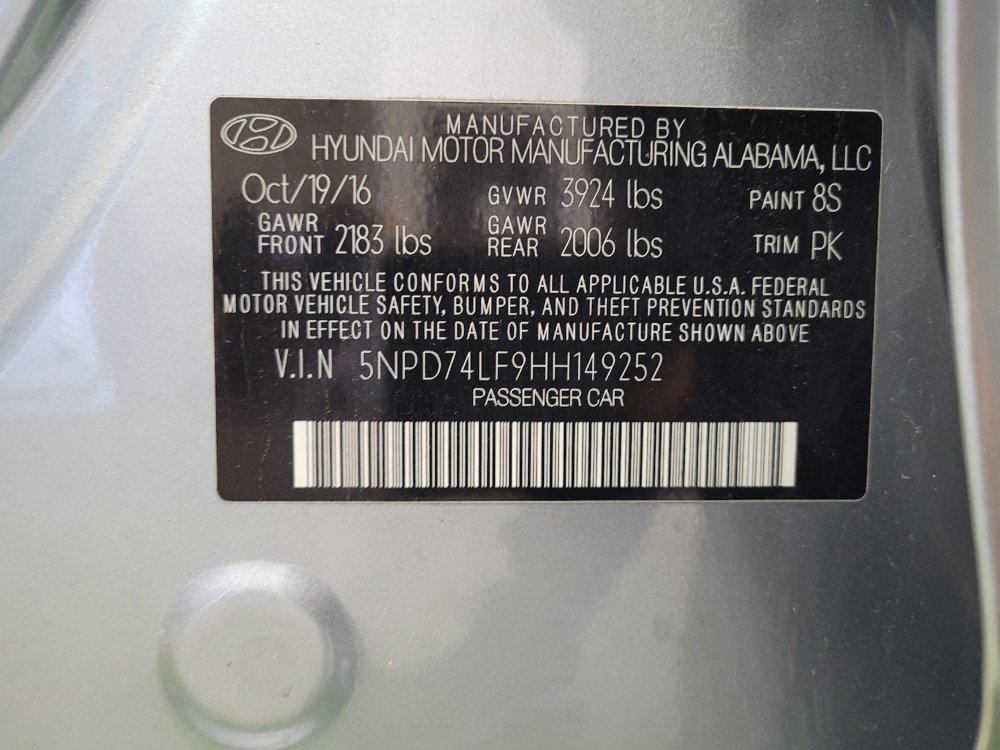 MANUFACTURED BY
HYUNDAI MOTOR MANUFACTURING ALABAMA, LLC
Oct/19/16 GVWR 3924 lbs PAINT 8S
GAWR FRONT 2183 lbs GAWR REAR 2006 lbs TRIM PK
THIS VEHICLE CONFORMS TO ALL APPLICABLE U.S.A. FEDERAL
MOTOR VEHICLE SAFETY, BUMPER, AND THEFT PREVENTION STANDARDS
IN EFFECT ON THE DATE OF MANUFACTURE SHOWN ABOVE
V.I.N 5NPD74LF9HH149252
PASSENGER CAR